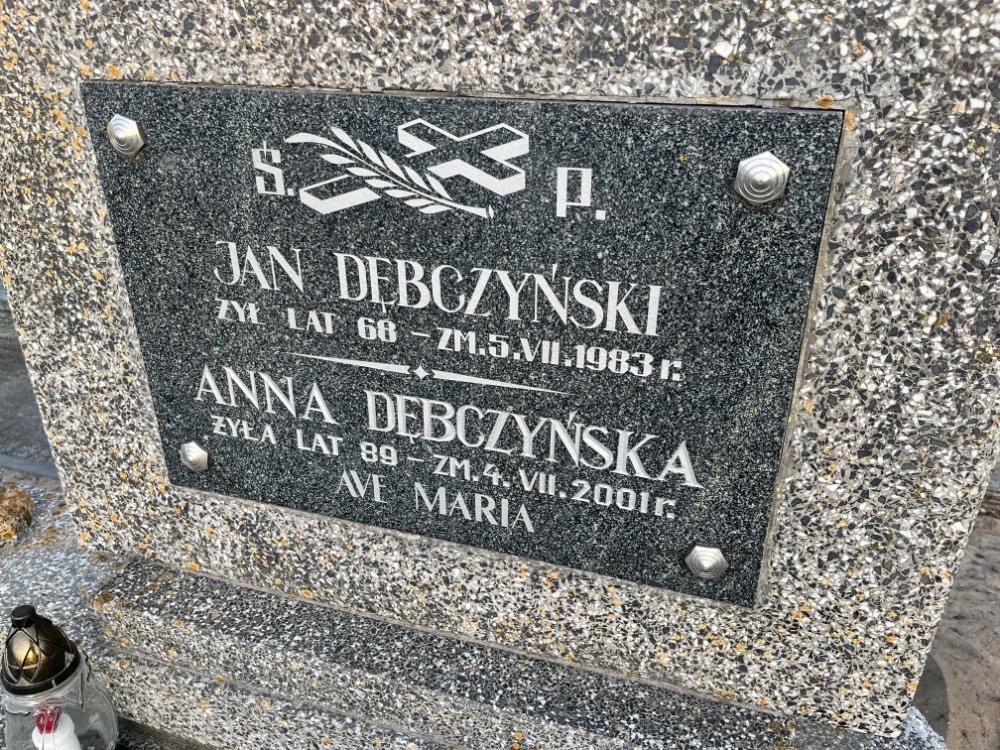 Ś. P.
JAN DĘBCZYŃSKI
ŻYŁ LAT 68 – ZM. 5. VII. 1983 r.
ANNA DĘBCZYŃSKA
ŻYŁA LAT 89 – ZM. 4. VII. 2001 r.
AVE MARIA